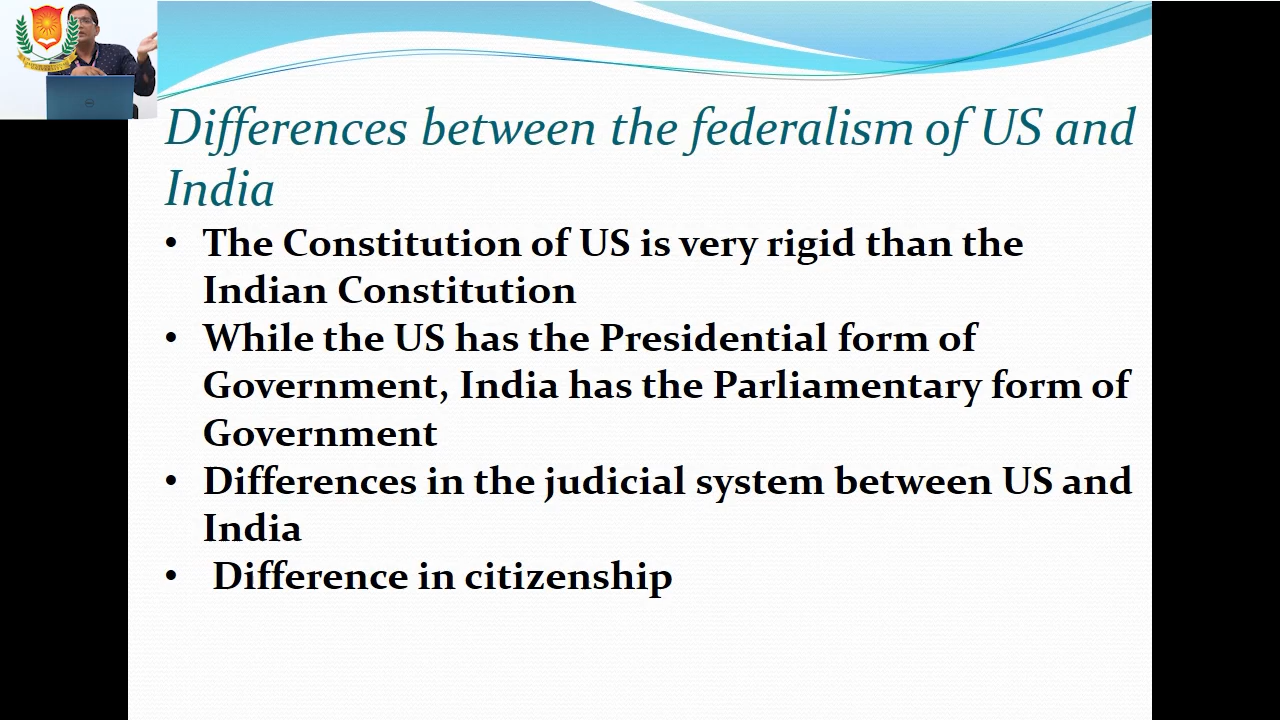 Differences between the federalism of US and
India
• The Constitution of US is very rigid than the
Indian Constitution
• While the US has the Presidential form of
Government, India has the Parliamentary form of
Government
• Differences in the judicial system between US and
India
• Difference in citizenship